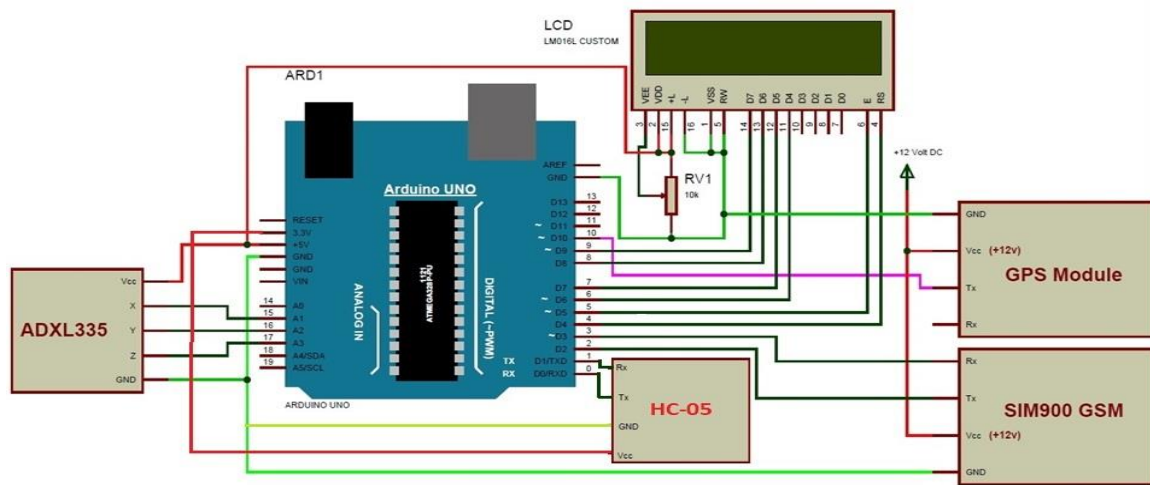 LCD
LM016L CUSTOM
VEE
VDD
+L
-L
VSS
RW
D7
D6
D5
D4
D3
D2
D1
D0
E
RS
3
2
15
16
1
5
14
13
12
11
10
9
8
7
6
4
RV1
10k
+12 Volt DC
ARD1
Arduino UNO
ATMEGA328P-PU
1121
ANALOG IN
DIGITAL (~PWM)
TX
RX
RESET
3.3V
+5V
GND
GND
VIN
14 A0
15 A1
16 A2
17 A3
18 A4/SDA
19 A5/SCL
AREF
GND
D13 13
D12 12
~ D11 11
~ D10 10
~ D9 9
D8 8
D7 7
~ D6 6
~ D5 5
D4 4
~ D3 3
D2 2
D1/TXD 1
D0/RXD 0
ARDUINO UNO
ADXL335
Vcc
X
Y
Z
GND
HC-05
Rx
Tx
GND
Vcc
GPS Module
GND
Vcc (+12v)
Tx
Rx
SIM900 GSM
Rx
Tx
Vcc (+12v)
GND